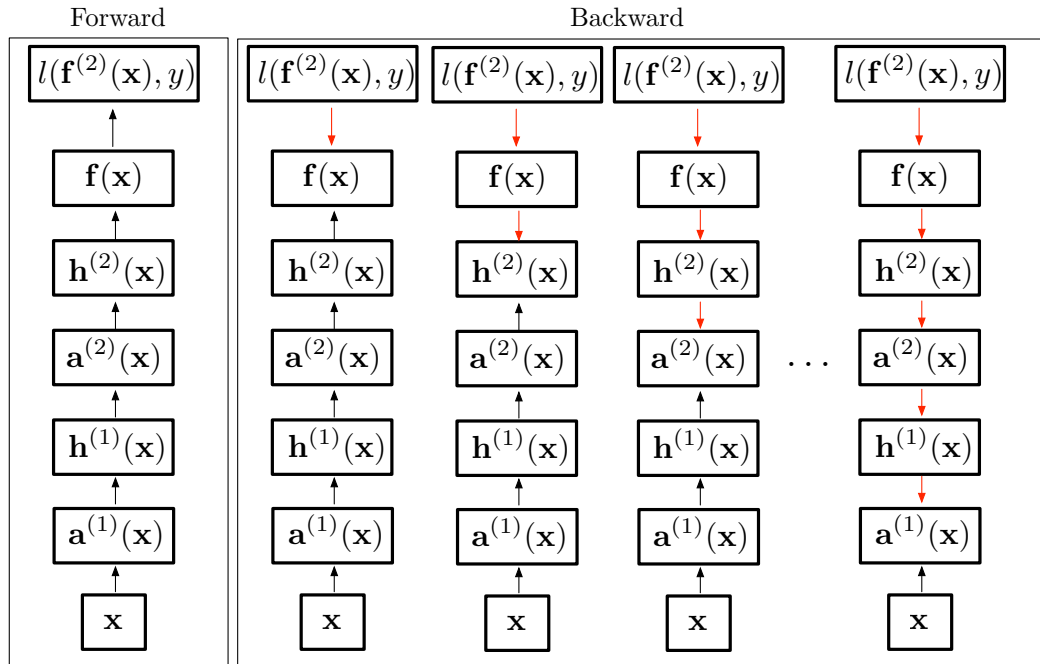 Forward
l(f^(2)(x), y)
f(x)
h^(2)(x)
a^(2)(x)
h^(1)(x)
a^(1)(x)
x
Backward
l(f^(2)(x), y)
f(x)
h^(2)(x)
a^(2)(x)
h^(1)(x)
a^(1)(x)
x
l(f^(2)(x), y)
f(x)
h^(2)(x)
a^(2)(x)
h^(1)(x)
a^(1)(x)
x
l(f^(2)(x), y)
f(x)
h^(2)(x)
a^(2)(x)
h^(1)(x)
a^(1)(x)
x
...
l(f^(2)(x), y)
f(x)
h^(2)(x)
a^(2)(x)
h^(1)(x)
a^(1)(x)
x